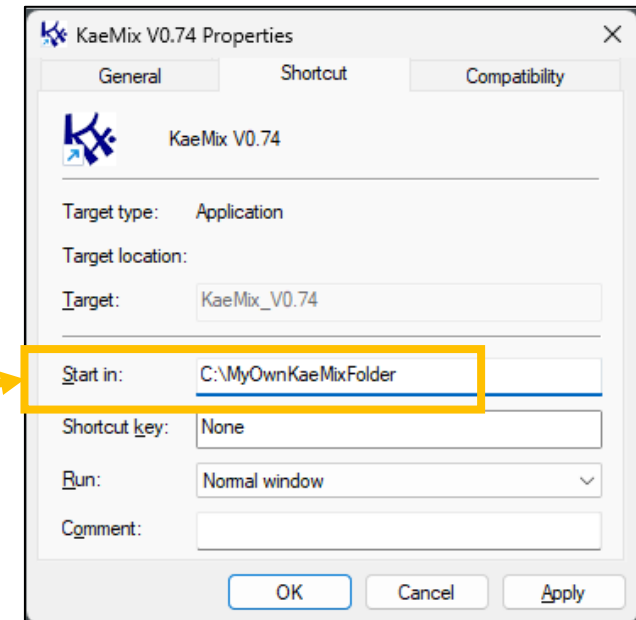 KaeMix V0.74 Properties
General Shortcut Compatibility
KaeMix V0.74
Target type: Application
Target location:
Target: KaeMix_V0.74
Start in: C:\MyOwnKaeMixFolder
Shortcut key: None
Run: Normal window
Comment:
OK Cancel Apply